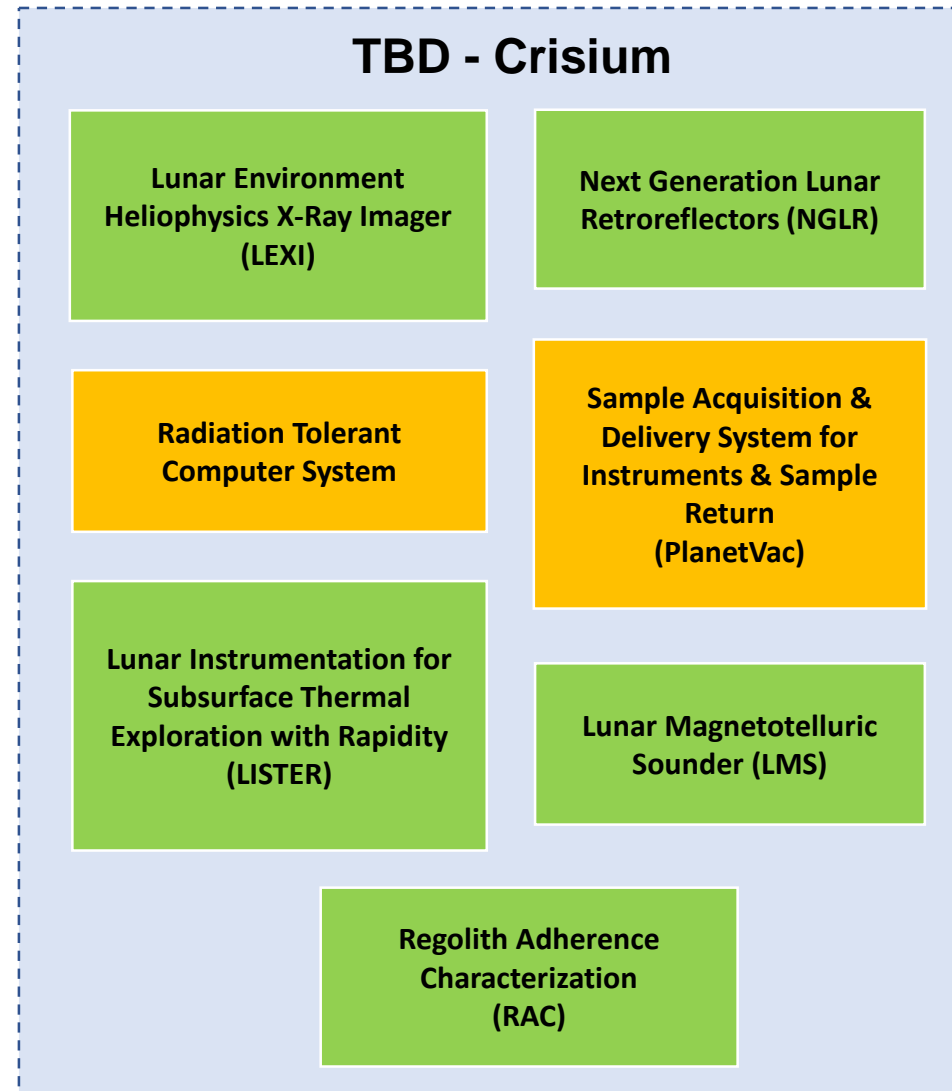 TBD - Crisium
Lunar Environment
Heliophysics X-Ray Imager
(LEXI)
Next Generation Lunar
Retroreflectors (NGLR)
Radiation Tolerant
Computer System
Sample Acquisition &
Delivery System for
Instruments & Sample
Return
(PlanetVac)
Lunar Instrumentation for
Subsurface Thermal
Exploration with Rapidity
(LISTER)
Lunar Magnetotelluric
Sounder (LMS)
Regolith Adherence
Characterization
(RAC)